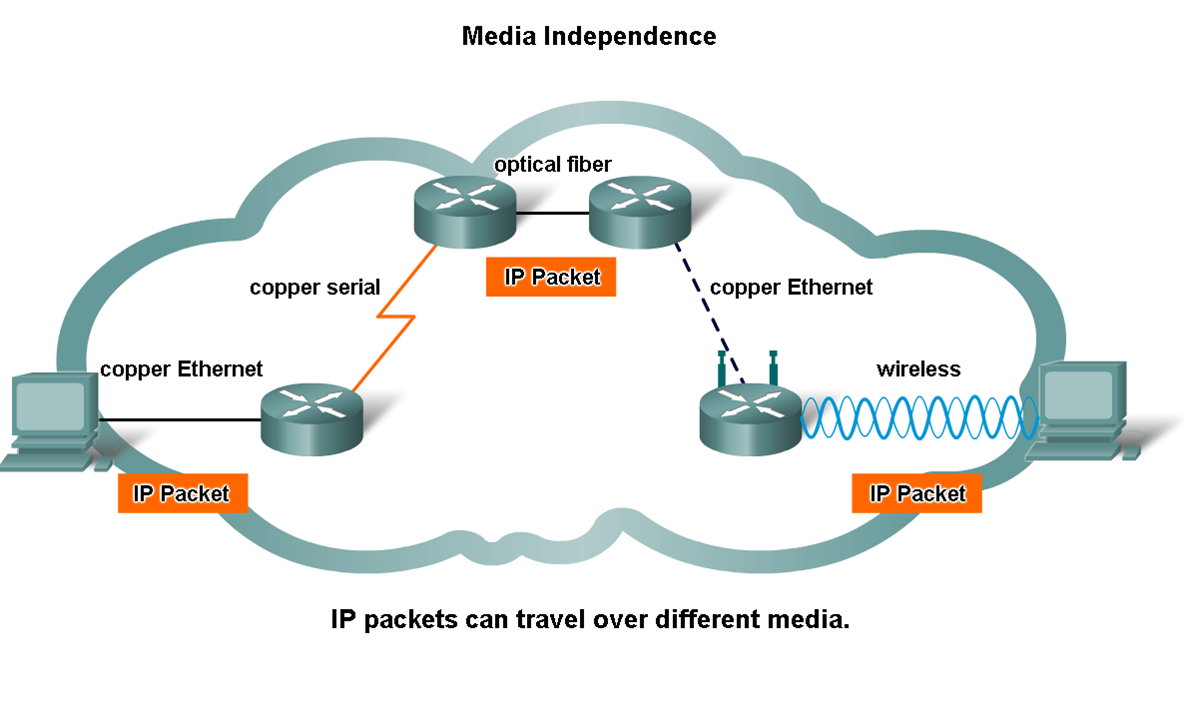 Media Independence
optical fiber
IP Packet
copper serial
copper Ethernet
copper Ethernet
wireless
IP Packet
IP Packet
IP packets can travel over different media.